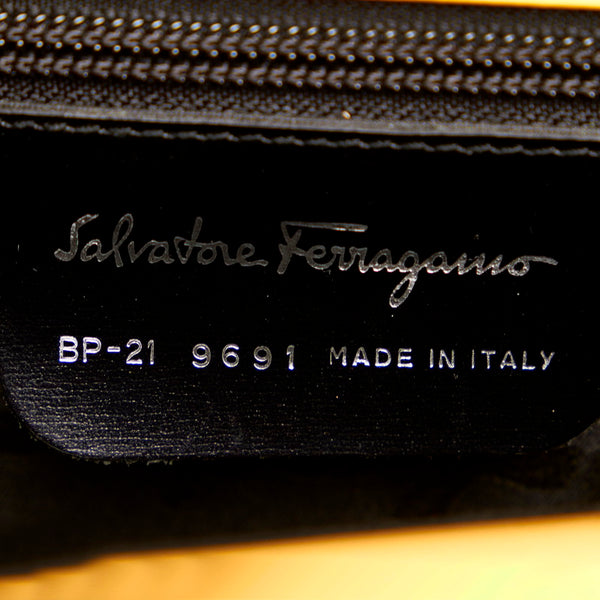 Salvatore Ferragamo
BP-21 9691 MADE IN ITALY